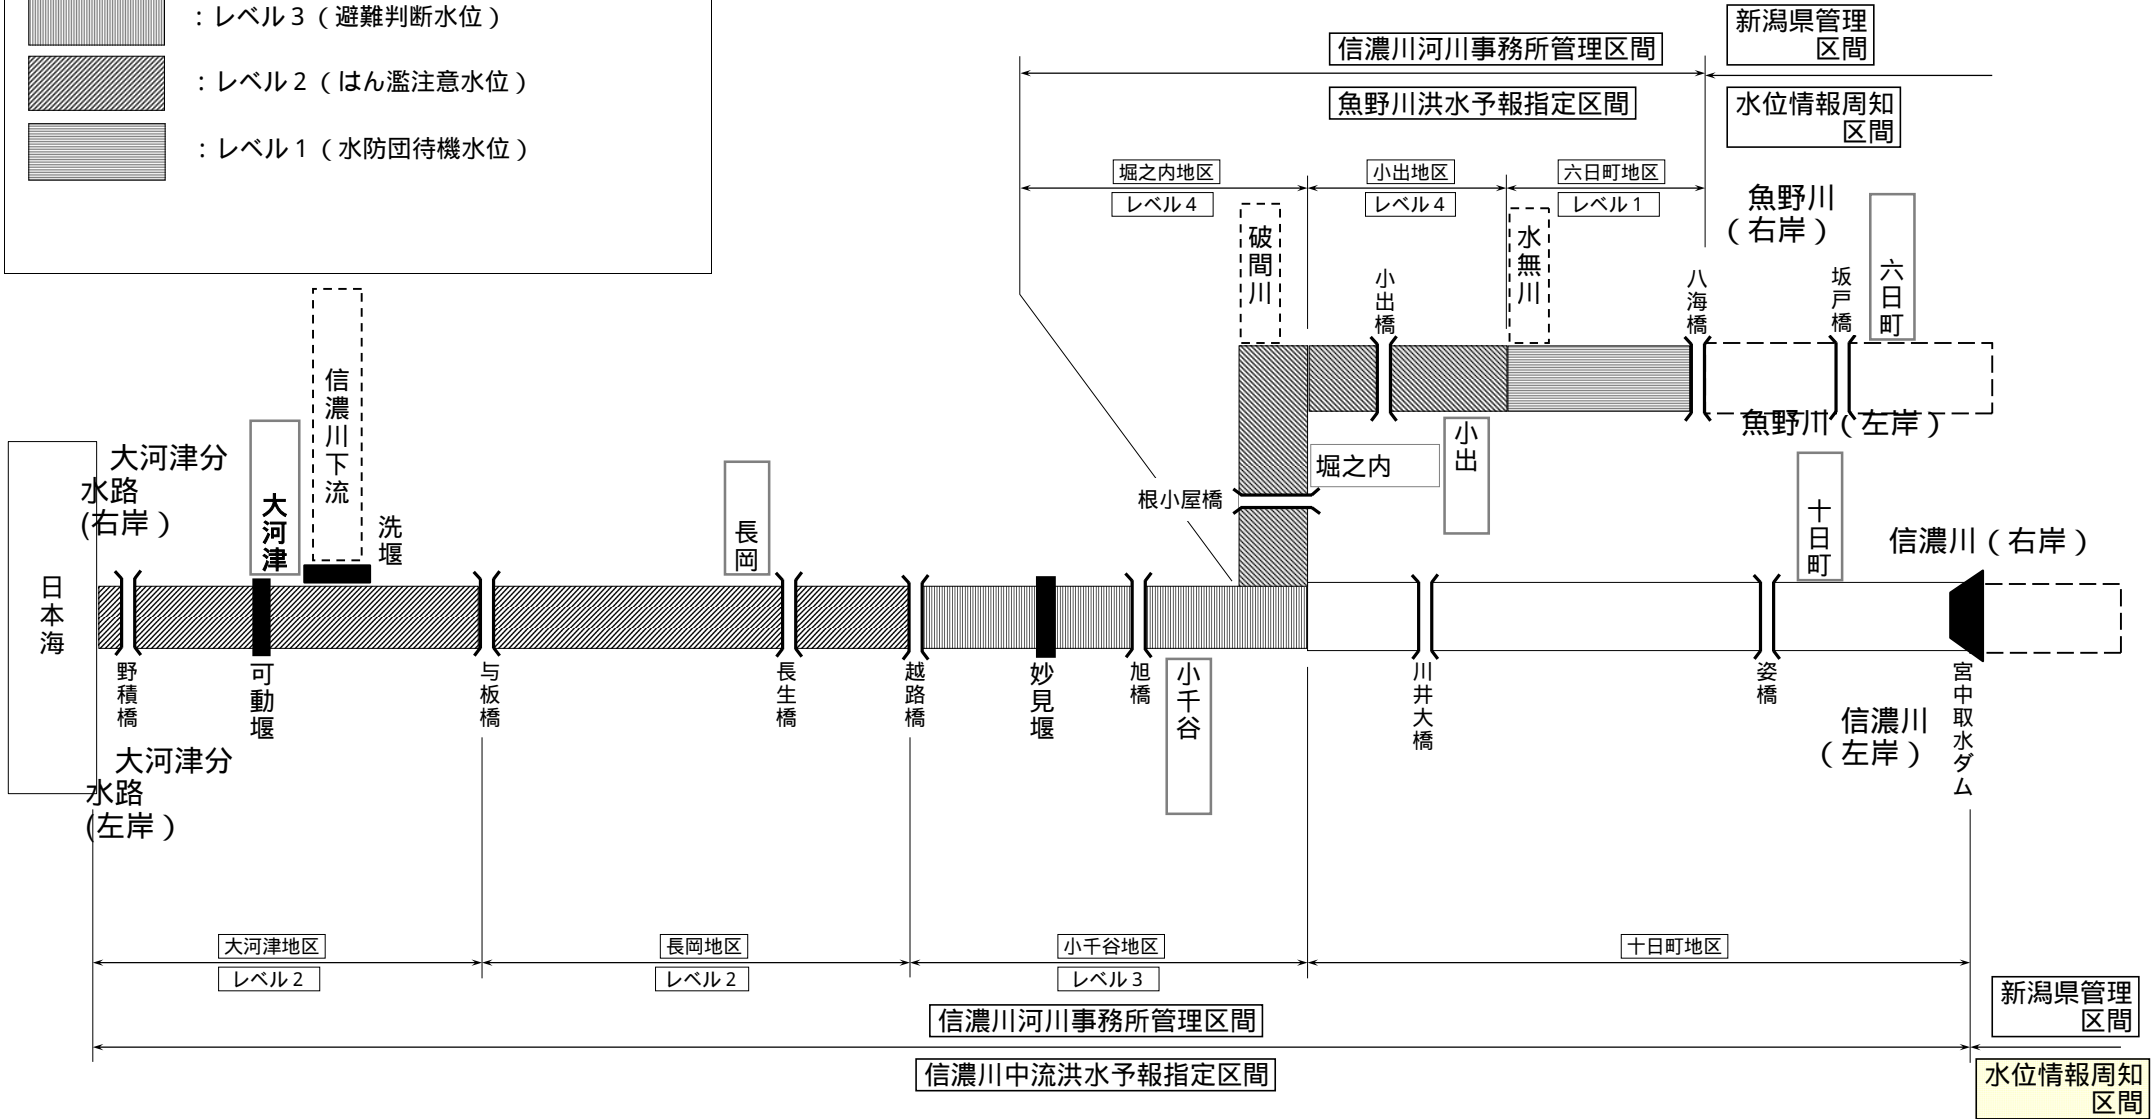 ：レベル３（避難判断水位）
：レベル２（はん濫注意水位）
：レベル１（水防団待機水位）
信濃川河川事務所管理区間
魚野川洪水予報指定区間
新潟県管理
区間
水位情報周知
区間
堀之内地区
レベル４
小出地区
レベル４
六日町地区
レベル１
魚野川
（右岸）
六日町
破間川
小出橋
水無川
八海橋
坂戸橋
魚野川（左岸）
信濃川下流
大河津
洗堰
長岡
根小屋橋
堀之内
小出
十日町
信濃川（右岸）
大河津分
水路
(右岸）
日本海
野積橋
可動堰
与板橋
長生橋
越路橋
妙見堰
旭橋
小千谷
川井大橋
姿橋
宮中取水ダム
信濃川
（左岸）
大河津分
水路
(左岸）
大河津地区
レベル２
長岡地区
レベル２
小千谷地区
レベル３
十日町地区
信濃川河川事務所管理区間
信濃川中流洪水予報指定区間
新潟県管理
区間
水位情報周知
区間